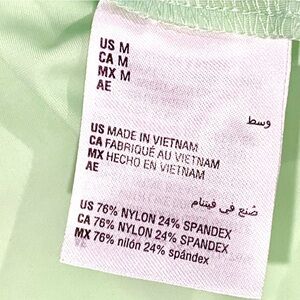 US M
CA M
MX M
AE
وسط
US MADE IN VIETNAM
CA FABRIQUÉ AU VIETNAM
MX HECHO EN VIETNAM
AE
صُنع في فيتنام
US 76% NYLON 24% SPANDEX
CA 76% NYLON 24% SPANDEX
MX 76% nilón 24% spándex